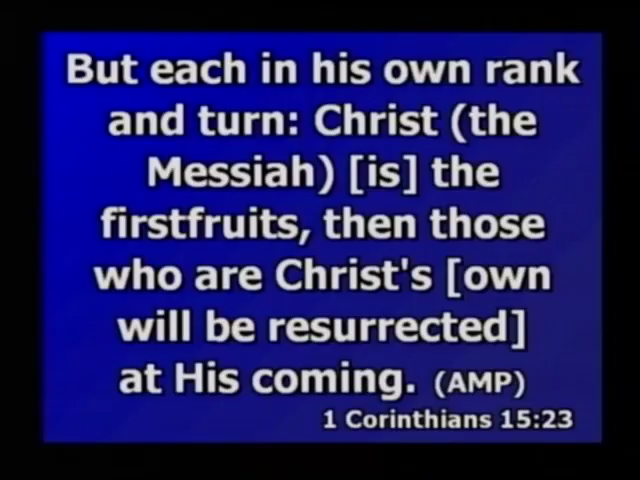 But each in his own rank
and turn: Christ (the
Messiah) [is] the
firstfruits, then those
who are Christ's [own
will be resurrected]
at His coming. (AMP)
1 Corinthians 15:23